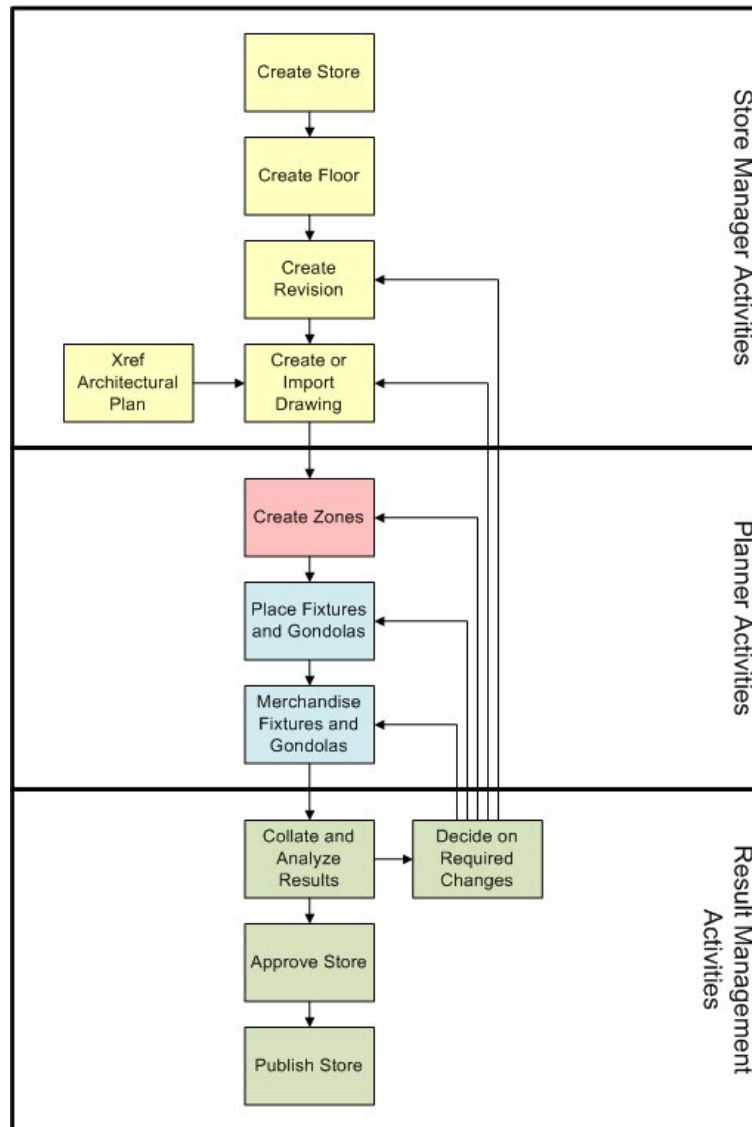 Create Store
Create Floor
Create
Revision
Xref
Architectural
Plan
Create or
Import
Drawing
Store Manager Activities
Create Zones
Place Fixtures
and Gondolas
Merchandise
Fixtures and
Gondolas
Planner Activities
Collate and
Analyze
Results
Decide on
Required
Changes
Approve Store
Publish Store
Result Management
Activities